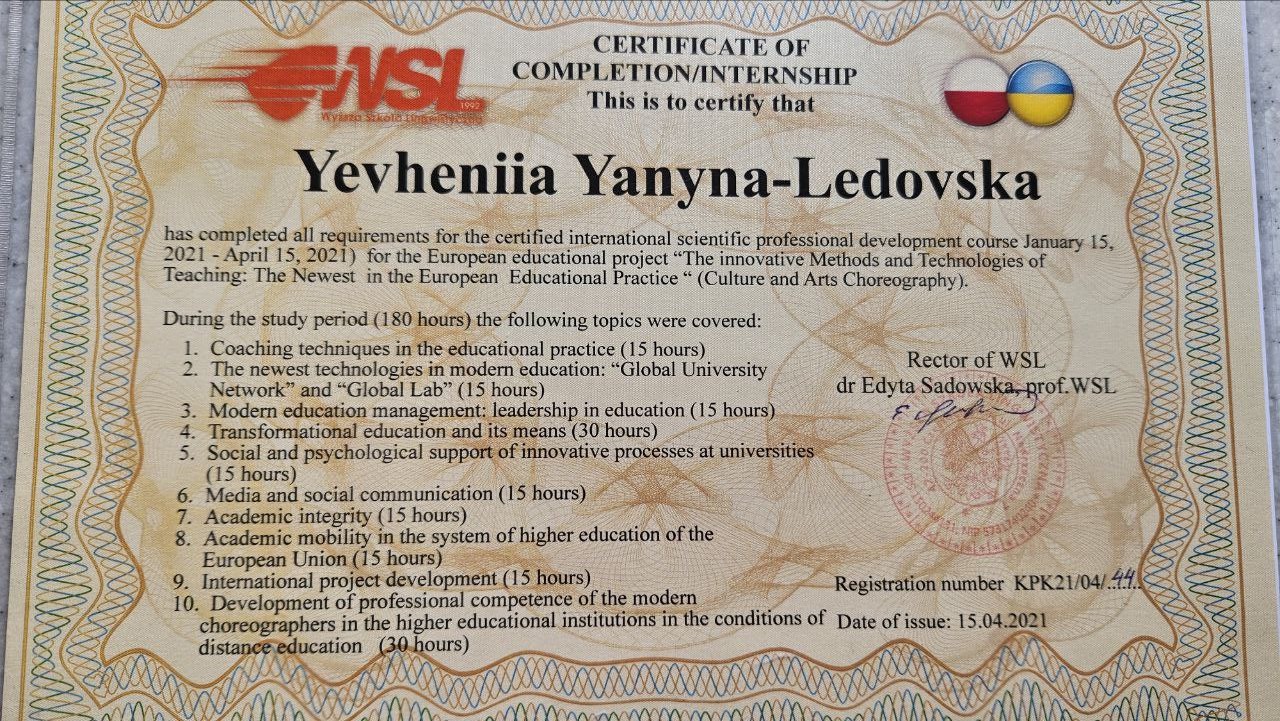 WSL
1992
Wyższa Szkoła Lingwistyczna
CERTIFICATE OF
COMPLETION/INTERNSHIP
This is to certify that
Yevheniia Yanyna-Ledovska
has completed all requirements for the certified international scientific professional development course January 15,
2021 - April 15, 2021) for the European educational project “The innovative Methods and Technologies of
Teaching: The Newest in the European Educational Practice “ (Culture and Arts Choreography).
During the study period (180 hours) the following topics were covered:
1. Coaching techniques in the educational practice (15 hours)
2. The newest technologies in modern education: “Global University
Network” and “Global Lab” (15 hours)
3. Modern education management: leadership in education (15 hours)
4. Transformational education and its means (30 hours)
5. Social and psychological support of innovative processes at universities
(15 hours)
6. Media and social communication (15 hours)
7. Academic integrity (15 hours)
8. Academic mobility in the system of higher education of the
European Union (15 hours)
9. International project development (15 hours)
10. Development of professional competence of the modern
choreographers in the higher educational institutions in the conditions of
distance education (30 hours)
Rector of WSL
dr Edyta Sadowska, prof.WSL
Registration number KPK21/04/.44.
Date of issue: 15.04.2021